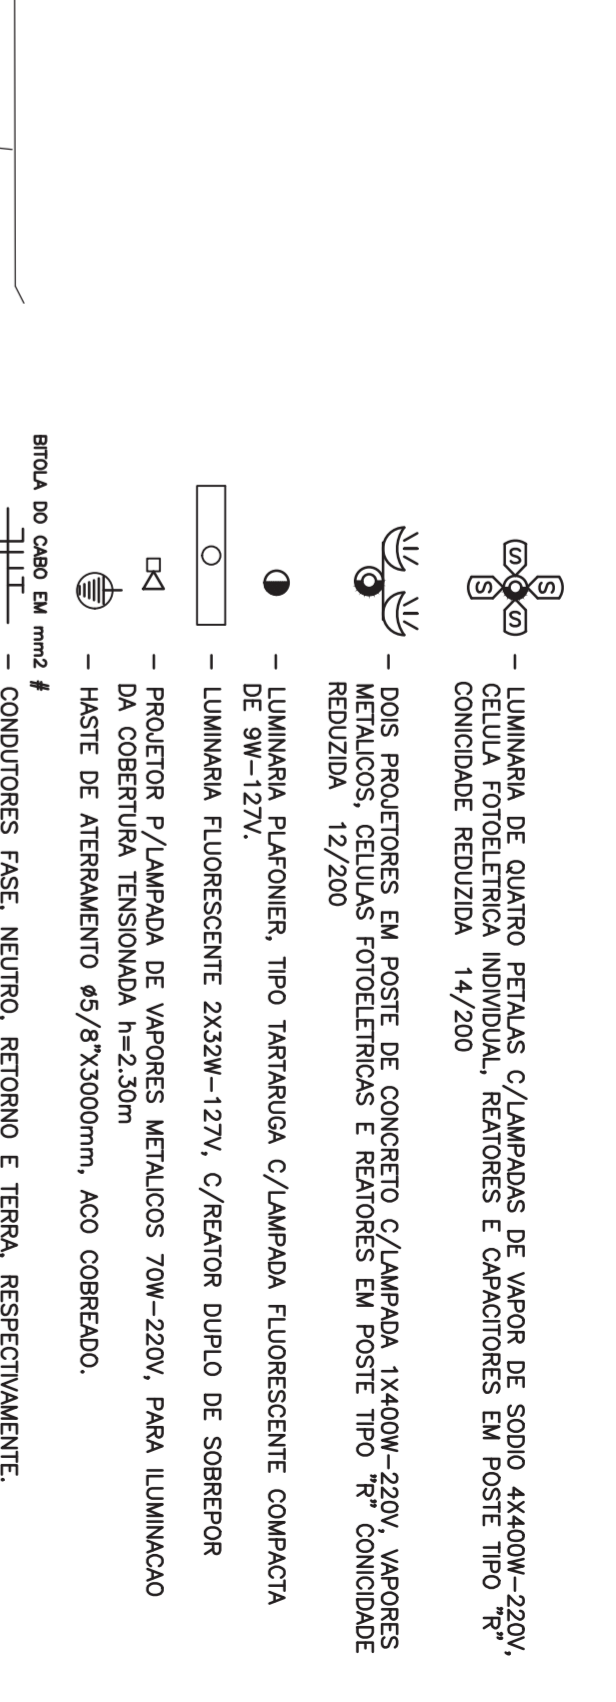 - LUMINARIA DE QUATRO PETALAS C/LAMPADAS DE VAPOR DE SODIO 4X400W-220V,
CELULA FOTOELETRICA INDIVIDUAL, REATORES E CAPACITORES EM POSTE TIPO "R",
CONICIDADE REDUZIDA 14/200
S S S S
- DOIS PROJETORES EM POSTE DE CONCRETO C/LAMPADA 1X400W-220V, VAPORES
METALICOS, CELULAS FOTOELETRICAS E REATORES EM POSTE TIPO "R" CONICIDADE
REDUZIDA 12/200
- LUMINARIA PLAFONIER, TIPO TARTARUGA C/LAMPADA FLUORESCENTE COMPACTA
DE 9W-127V.
- LUMINARIA FLUORESCENTE 2X32W-127V, C/REATOR DUPLO DE SOBREPOR
- PROJETOR P/LAMPADA DE VAPORES METALICOS 70W-220V, PARA ILUMINACAO
DA COBERTURA TENSIONADA h=2.30m
- HASTE DE ATERRAMENTO ø5/8"X3000mm, ACO COBREADO.
BITOLA DO CABO EM mm2 #
- CONDUTORES FASE, NEUTRO, RETORNO E TERRA, RESPECTIVAMENTE.